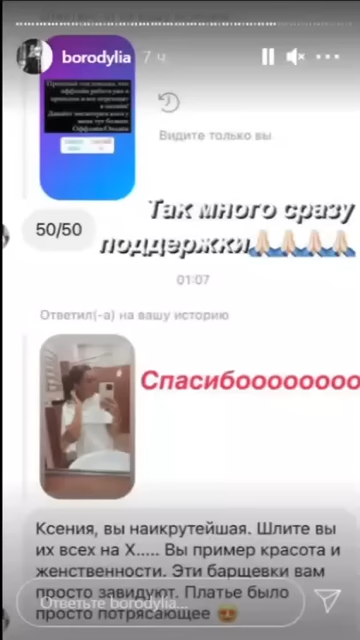 borodylia 7 ч.
Видите только вы
Так много сразу
50/50
поддержки🙏🏻🙏🏻🙏🏻🙏🏻
01:07
Ответил(-а) на вашу историю
Спасибоооооооо
Ксения, вы наикрутейшая. Шлите вы
их всех на Х..... Вы пример красота и
женственности. Эти барщевки вам
просто завидуют. Платье было
Ответьте borodylia...
просто потрясающее 😍